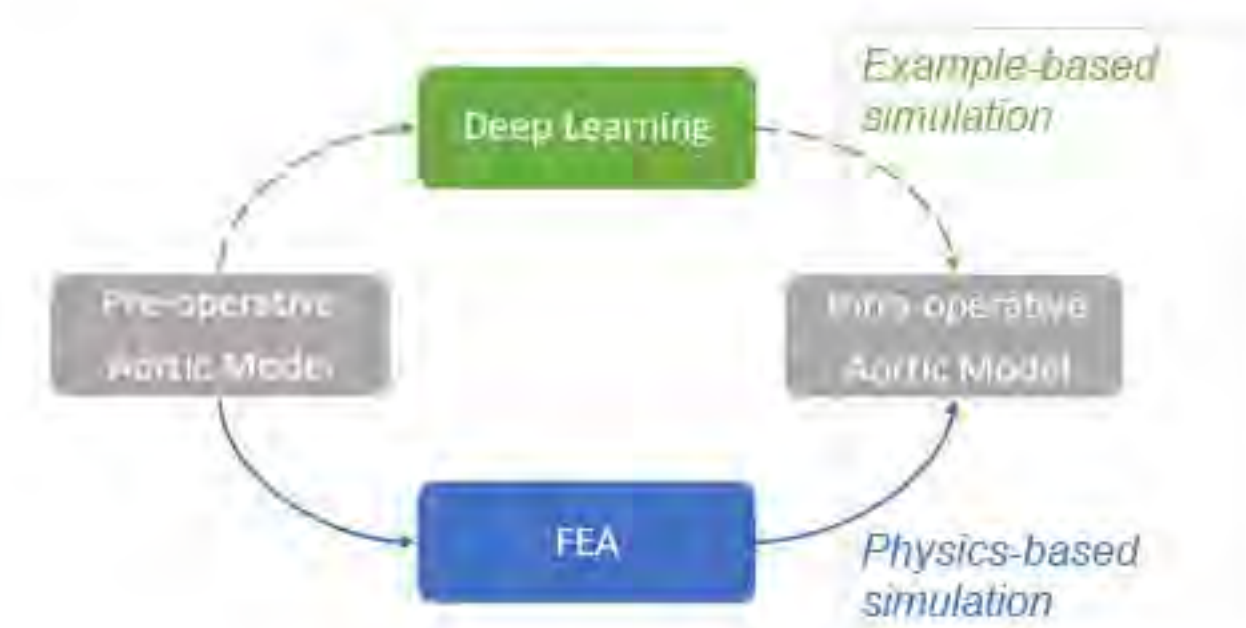 Example-based
simulation
Deep Learning
Pre-operative
Aortic Model
Intra-operative
Aortic Model
FEA
Physics-based
simulation